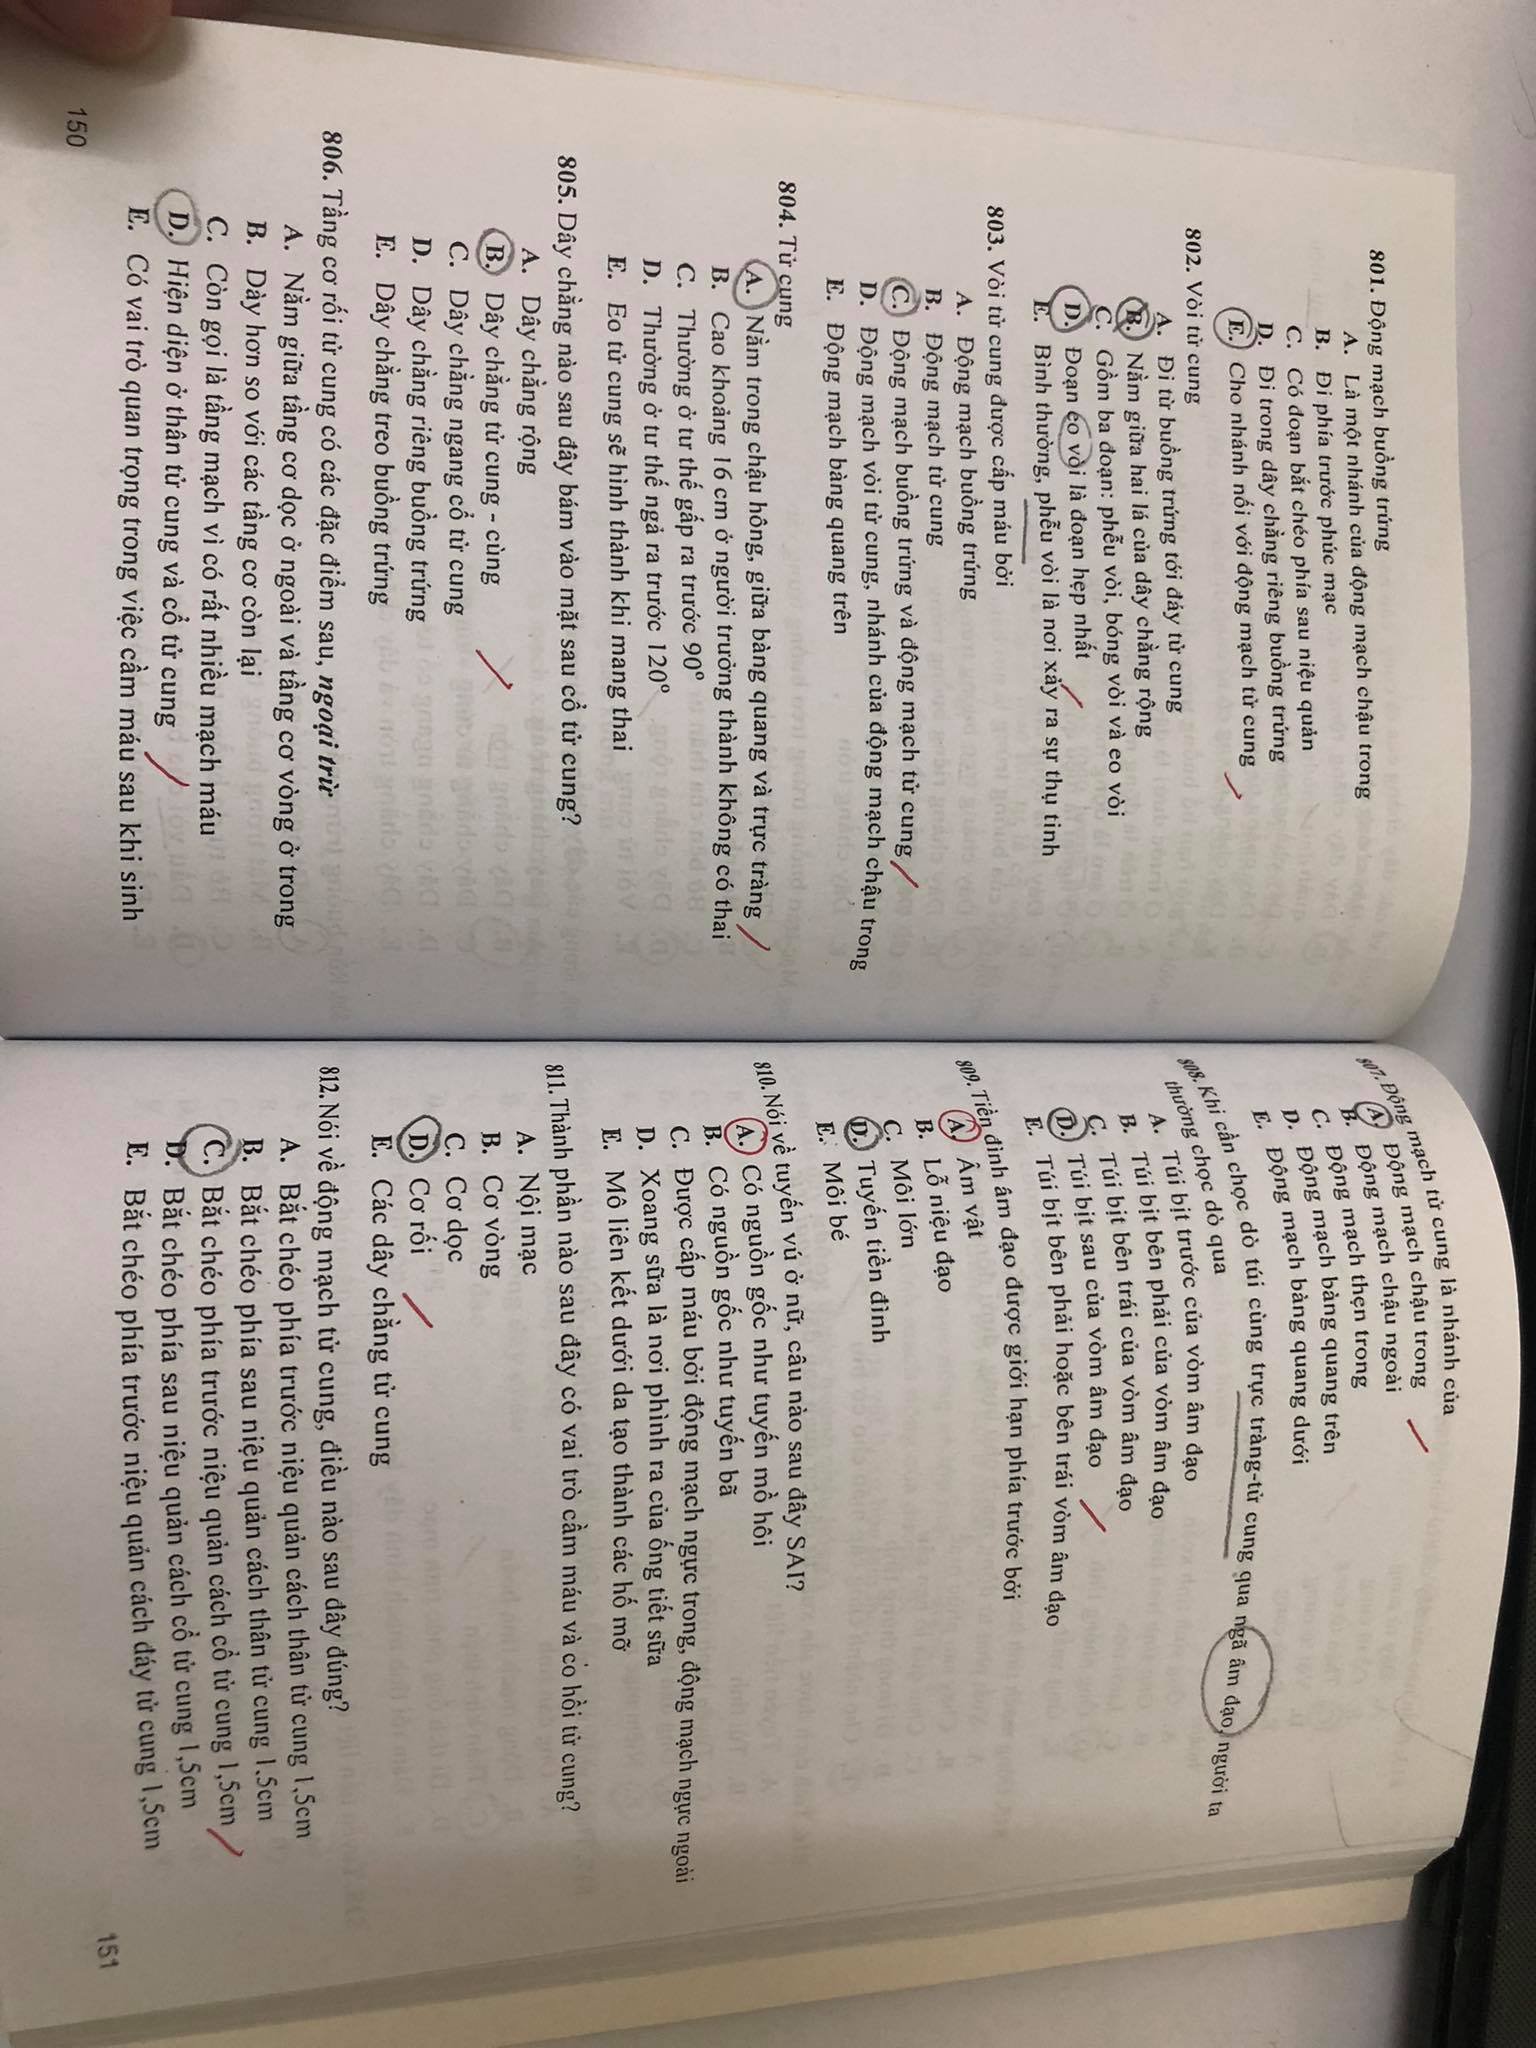 801. Động mạch buồng trứng
A. Là một nhánh của động mạch chậu trong
B. Đi phía trước phúc mạc
C. Có đoạn bắt chéo phía sau niệu quản
D. Đi trong dây chằng riêng buồng trứng
E. Cho nhánh nối với động mạch tử cung
802. Vòi tử cung
A. Đi từ buồng trứng tới đáy tử cung
B. Nằm giữa hai lá của dây chằng rộng
C. Gồm ba đoạn: phễu vòi, bóng vòi và eo vòi
D. Đoạn eo vòi là đoạn hẹp nhất
E. Bình thường, phễu vòi là nơi xảy ra sự thụ tinh
803. Vòi tử cung được cấp máu bởi
A. Động mạch buồng trứng
B. Động mạch tử cung
C. Động mạch buồng trứng và động mạch tử cung
D. Động mạch vòi tử cung, nhánh của động mạch chậu trong
E. Động mạch bàng quang trên
804. Tử cung
A. Nằm trong chậu hông, giữa bàng quang và trực tràng
B. Cao khoảng 16 cm ở người trưởng thành không có thai
C. Thường ở tư thế gấp ra trước 90°
D. Thường ở tư thế ngả ra trước 120°
E. Eo tử cung sẽ hình thành khi mang thai
805. Dây chằng nào sau đây bám vào mặt sau cổ tử cung?
A. Dây chằng rộng
B. Dây chằng tử cung - cùng
C. Dây chằng ngang cổ tử cung
D. Dây chằng riêng buồng trứng
E. Dây chằng treo buồng trứng
806. Tầng cơ rối tử cung có các đặc điểm sau, ngoại trừ
A. Nằm giữa tầng cơ dọc ở ngoài và tầng cơ vòng ở trong
B. Dày hơn so với các tầng cơ còn lại
C. Còn gọi là tầng mạch vì có rất nhiều mạch máu
D. Hiện diện ở thân tử cung và cổ tử cung
E. Có vai trò quan trọng trong việc cầm máu sau khi sinh
150
807. Động mạch tử cung là nhánh của
A. Động mạch chậu trong
B. Động mạch chậu ngoài
C. Động mạch thẹn trong
D. Động mạch bàng quang trên
E. Động mạch bàng quang dưới
808. Khi cần chọc dò túi cùng trực tràng-tử cung qua ngã âm đạo, người ta
thường chọc dò qua
A. Túi bịt trước của vòm âm đạo
B. Túi bịt bên phải của vòm âm đạo
C. Túi bịt bên trái của vòm âm đạo
D. Túi bịt sau của vòm âm đạo
E. Túi bịt bên phải hoặc bên trái vòm âm đạo
809. Tiền đình âm đạo được giới hạn phía trước bởi
A. Âm vật
B. Lỗ niệu đạo
C. Môi lớn
D. Tuyến tiền đình
E. Môi bé
810. Nói về tuyến vú ở nữ, câu nào sau đây SAI?
A. Có nguồn gốc như tuyến mồ hôi
B. Có nguồn gốc như tuyến bã
C. Được cấp máu bởi động mạch ngực trong, động mạch ngực ngoài
D. Xoang sữa là nơi phình ra của ống tiết sữa
E. Mô liên kết dưới da tạo thành các hố mỡ
811. Thành phần nào sau đây có vai trò cầm máu và co hồi tử cung?
A. Nội mạc
B. Cơ vòng
C. Cơ dọc
D. Cơ rối
E. Các dây chằng tử cung
812. Nói về động mạch tử cung, điều nào sau đây đúng?
A. Bắt chéo phía trước niệu quản cách thân tử cung 1,5cm
B. Bắt chéo phía sau niệu quản cách thân tử cung 1.5cm
C. Bắt chéo phía trước niệu quản cách cổ tử cung 1,5cm
D. Bắt chéo phía sau niệu quản cách cổ tử cung 1,5cm
E. Bắt chéo phía trước niệu quản cách đáy tử cung 1,5cm
151